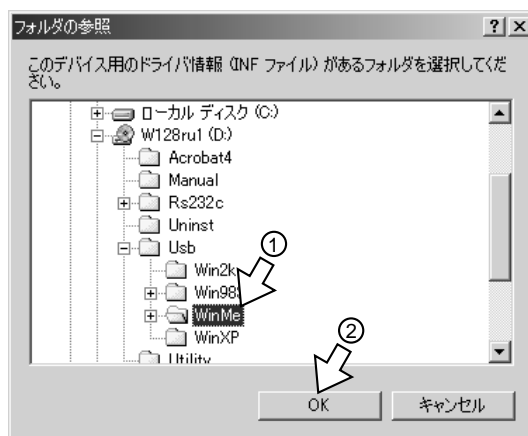 フォルダの参照
? ×
このデバイス用のドライバ情報 (INF ファイル) があるフォルダを選択してくだ
さい。
ローカル ディスク (C:)
W128ru1 (D:)
Acrobat4
Manual
Rs232c
Uninst
Usb
①
Win2k
WinMe
WinXP
②
Utility
OK
キャンセル